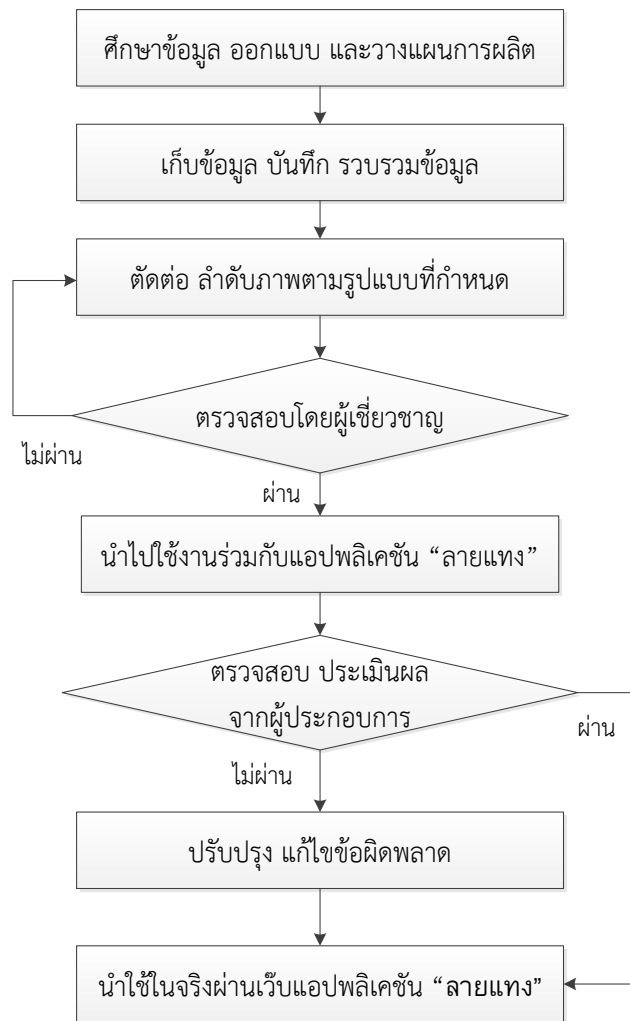 ศึกษาข้อมูล ออกแบบ และวางแผนการผลิต
เก็บข้อมูล บันทึก รวบรวมข้อมูล
ตัดต่อ ลำดับภาพตามรูปแบบที่กำหนด
ตรวจสอบโดยผู้เชี่ยวชาญ
ไม่ผ่าน
ผ่าน
นำไปใช้งานร่วมกับแอปพลิเคชัน “ลายแทง”
ตรวจสอบ ประเมินผล
จากผู้ประกอบการ
ผ่าน
ไม่ผ่าน
ปรับปรุง แก้ไขข้อผิดพลาด
นำใช้ในจริงผ่านเว็บแอปพลิเคชัน “ลายแทง”